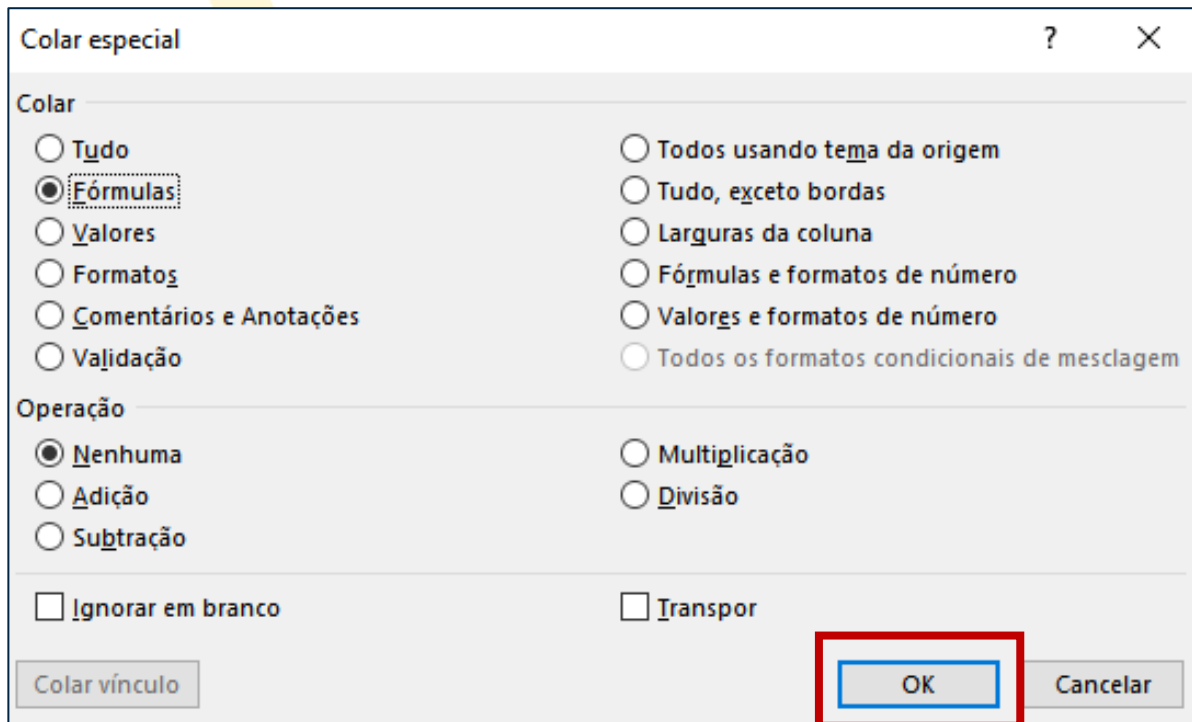 Colar especial ? ×
Colar
Tudo
Fórmulas
Valores
Formatos
Comentários e Anotações
Validação
Todos usando tema da origem
Tudo, exceto bordas
Larguras da coluna
Fórmulas e formatos de número
Valores e formatos de número
Todos os formatos condicionais de mesclagem
Operação
Nenhuma
Adição
Subtração
Multiplicação
Divisão
Ignorar em branco
Transpor
Colar vínculo
OK
Cancelar